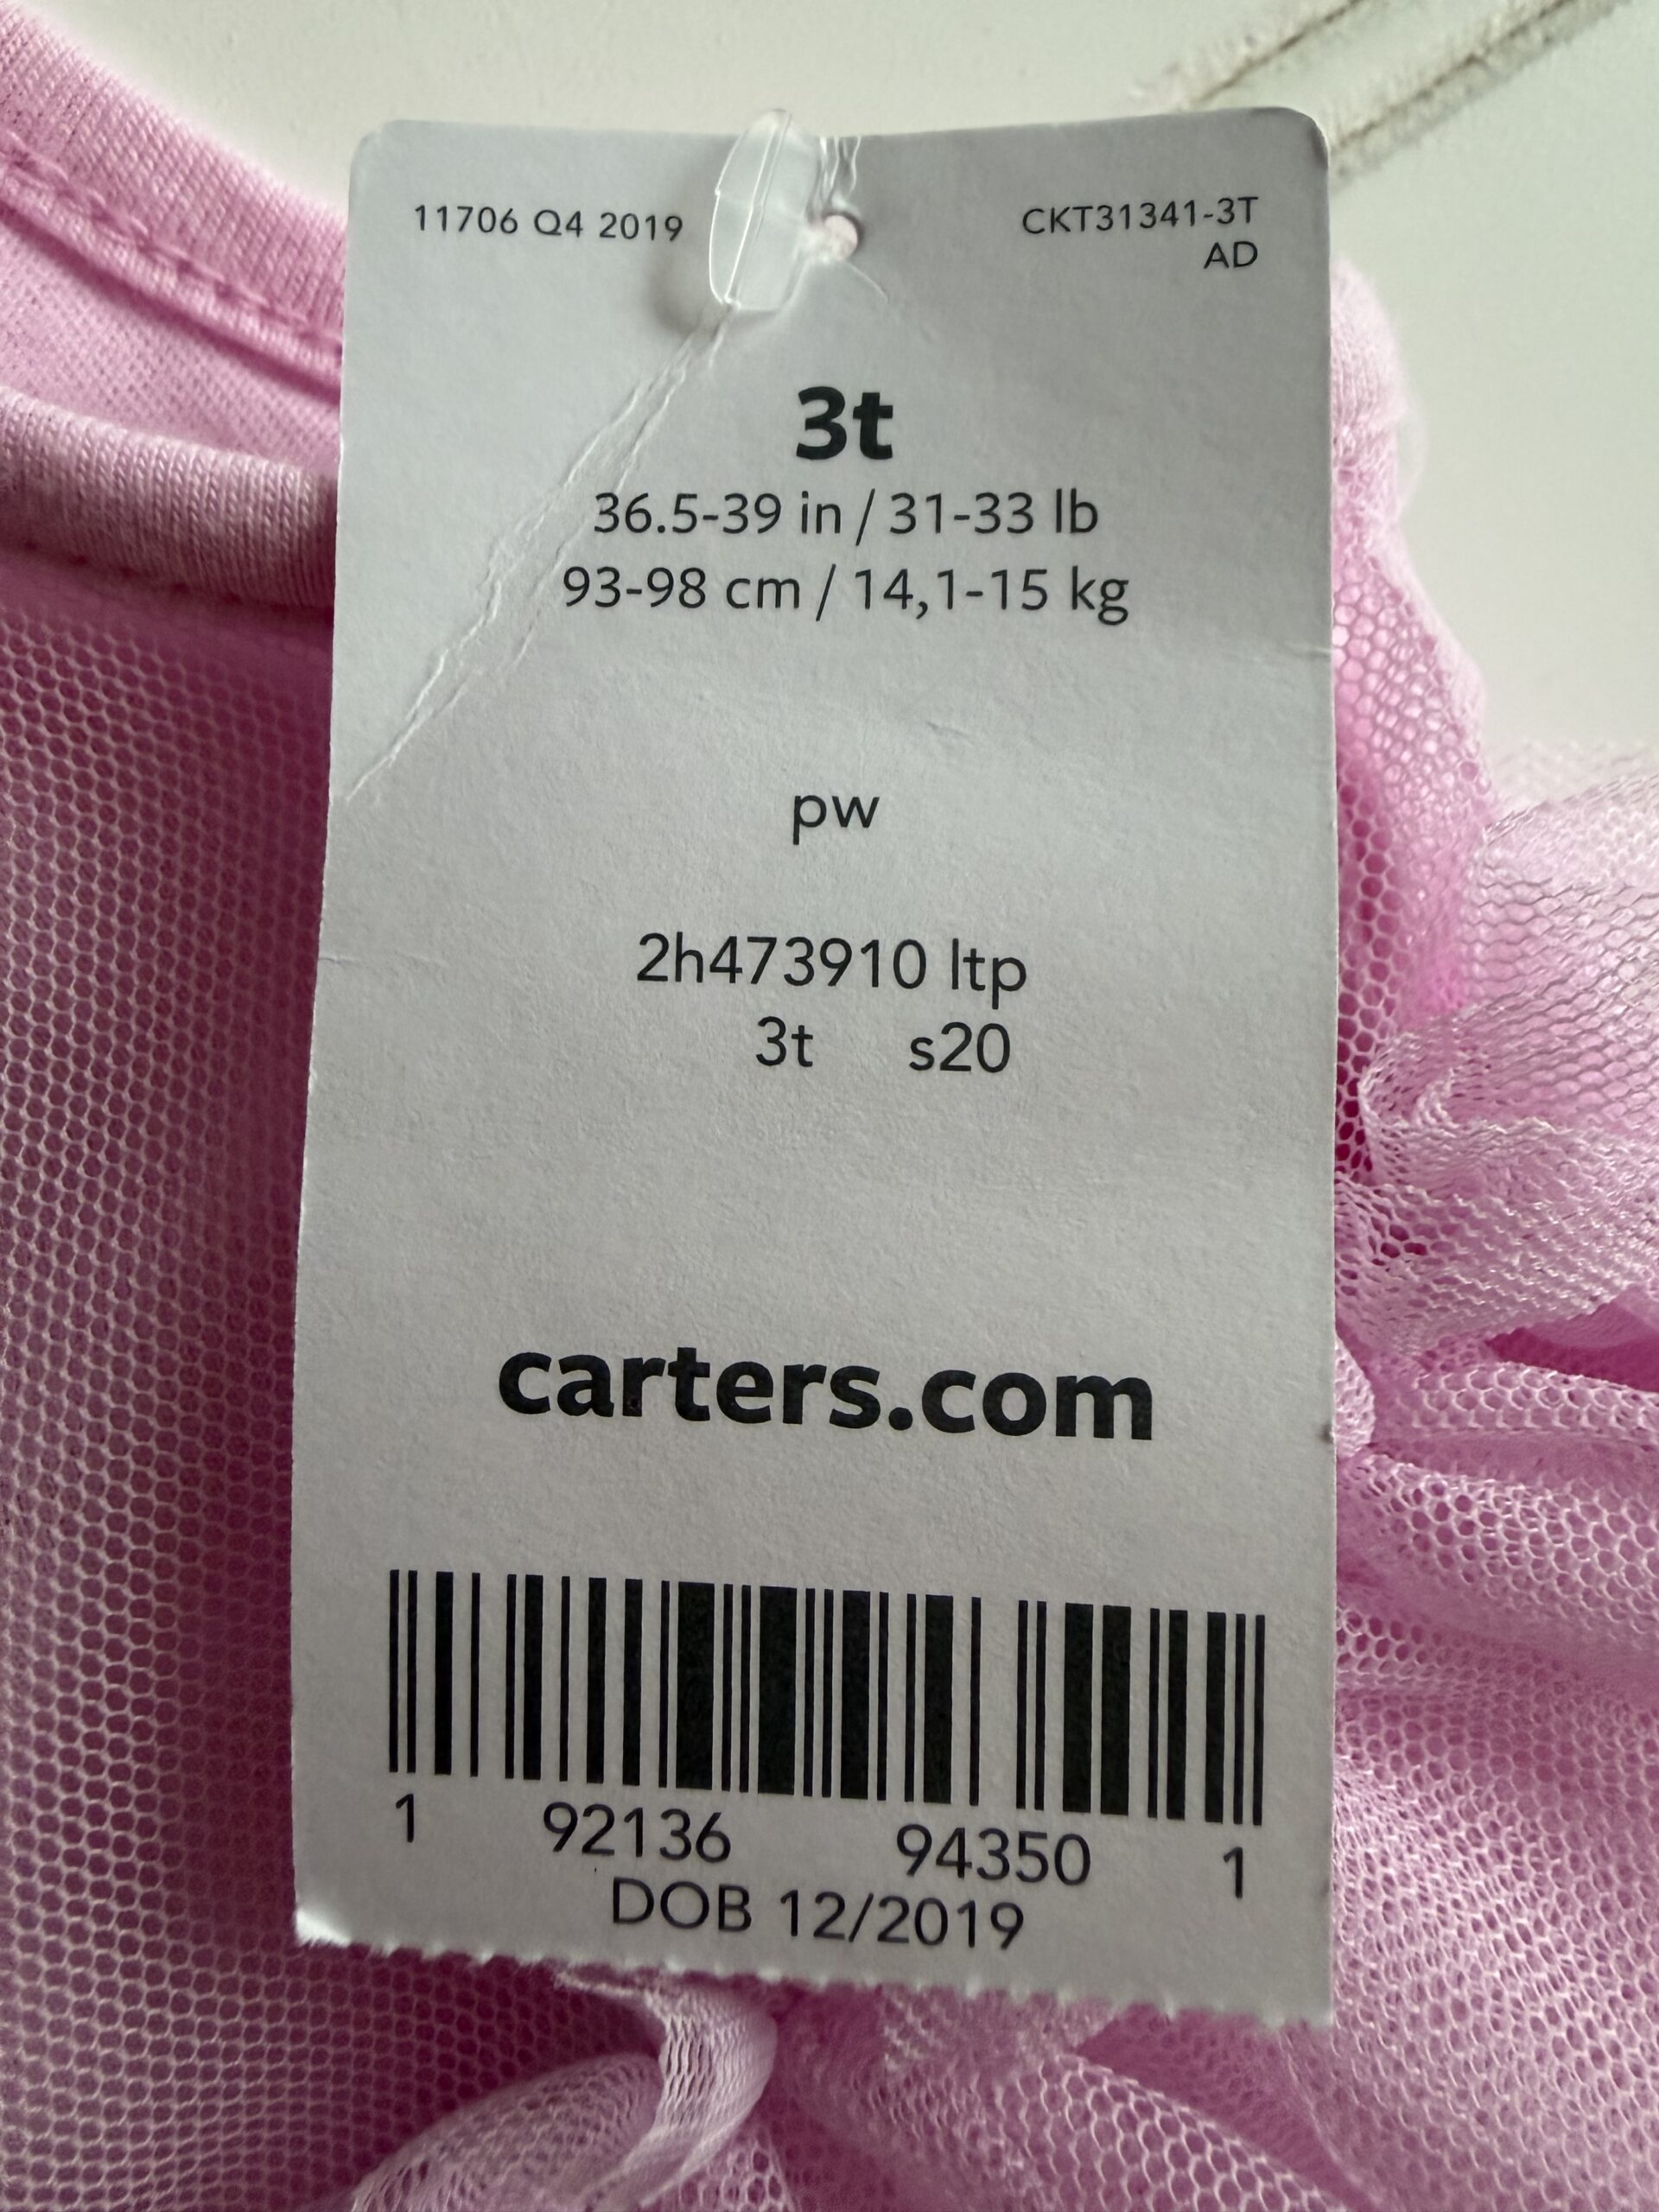 11706 Q4 2019
CKT31341-3T
AD
3t
36.5-39 in / 31-33 lb
93-98 cm / 14,1-15 kg
pw
2h473910 ltp
3t s20
carters.com
1 92136 94350 1
DOB 12/2019